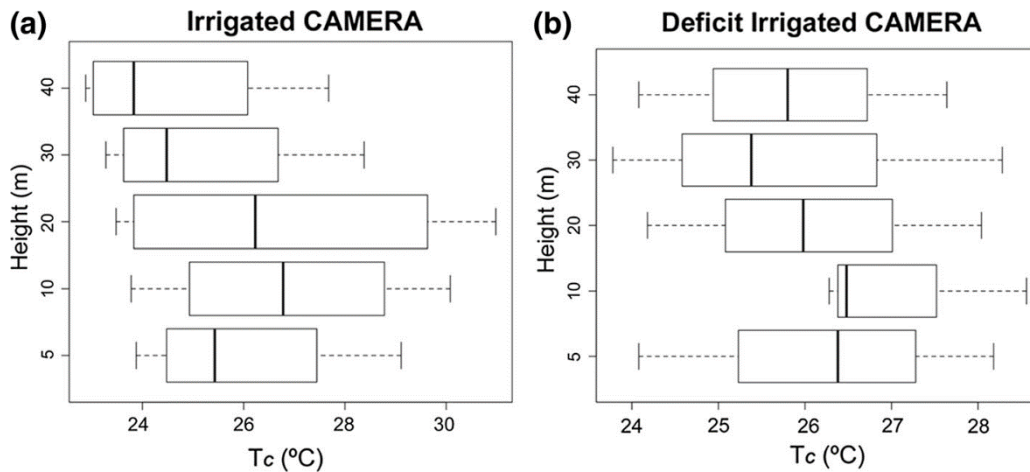 (a) Irrigated CAMERA
Height (m)
40
30
20
10
5
24 26 28 30
Tc (ºC)
(b) Deficit Irrigated CAMERA
Height (m)
40
30
20
10
5
24 25 26 27 28
Tc (ºC)